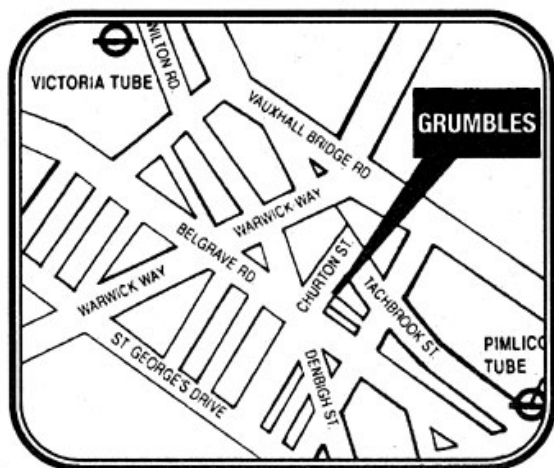 WILTON RD.
VICTORIA TUBE
VAUXHALL BRIDGE RD
GRUMBLES
WARWICK WAY
BELGRAVE RD
CHURTON ST.
TACHBROOK ST.
WARWICK WAY
ST GEORGE'S DRIVE
DENBIGH ST.
PIMLICO
TUBE